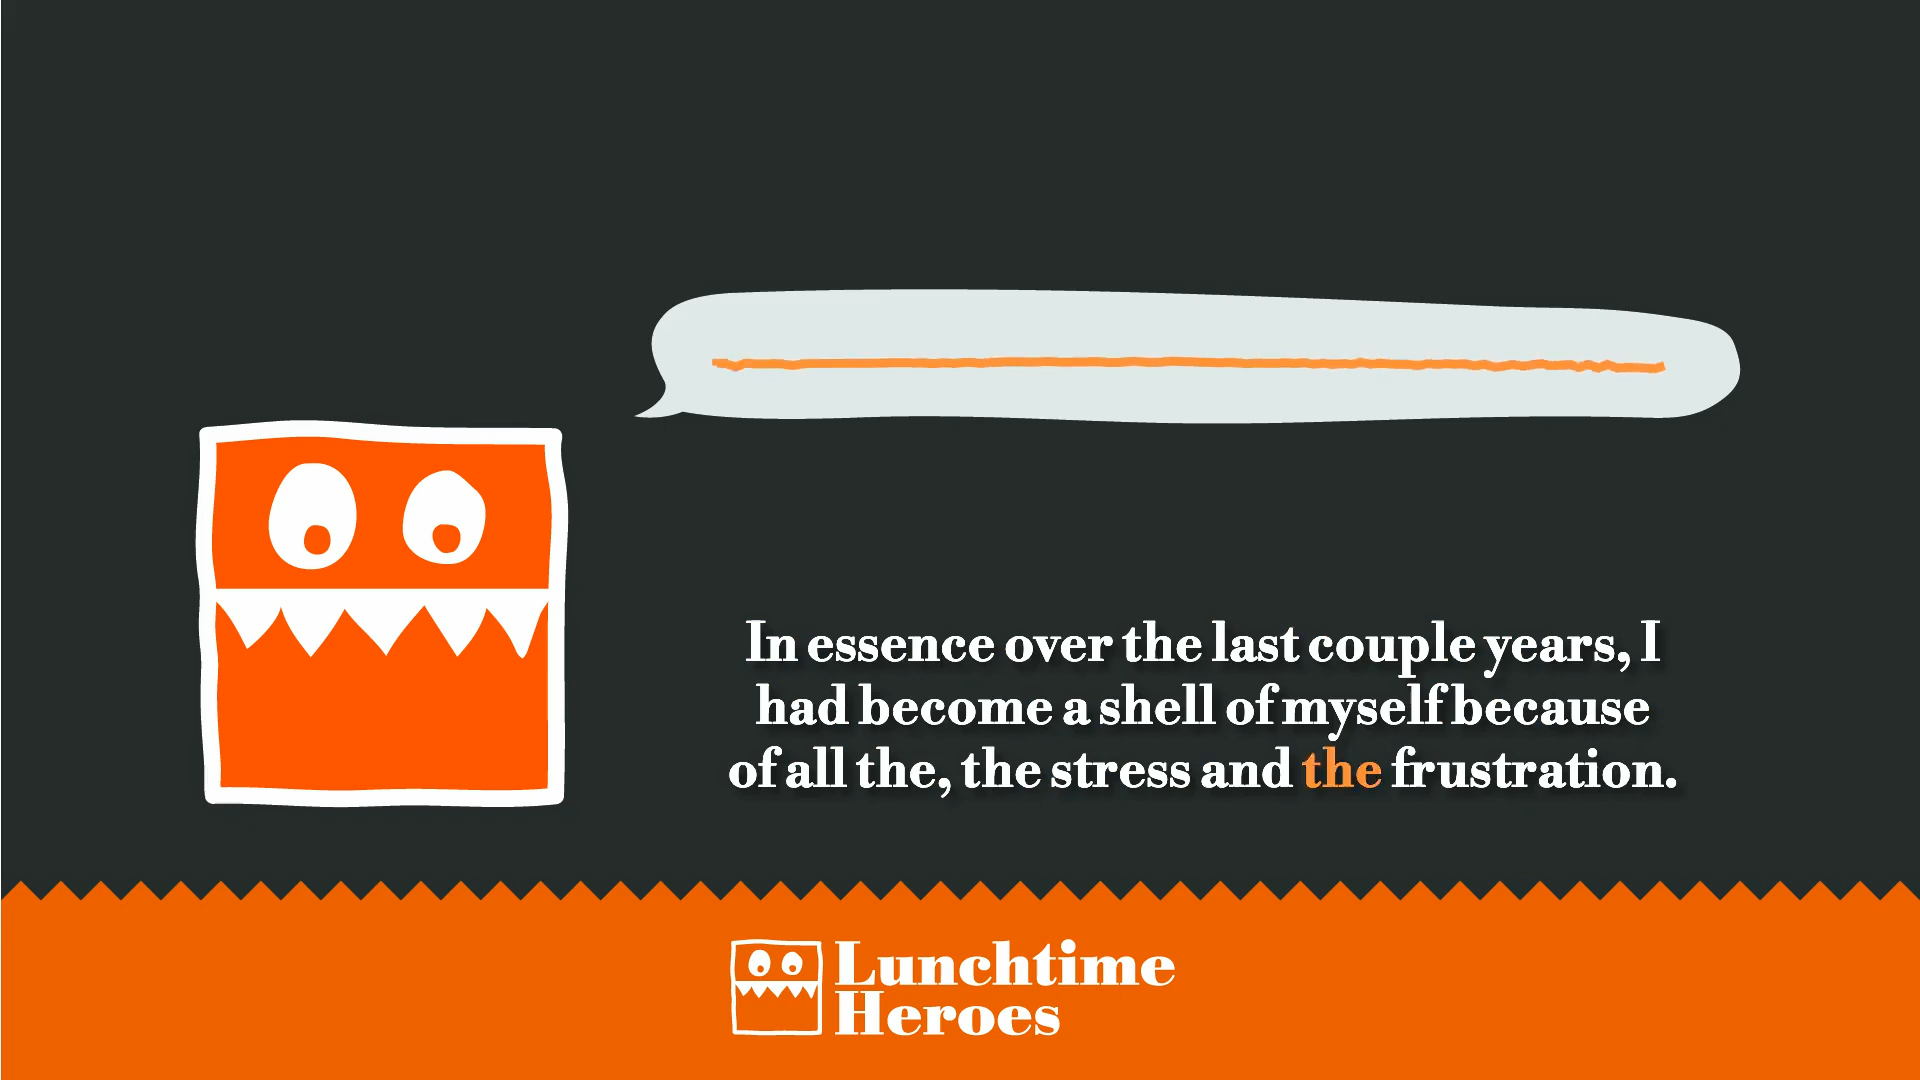 In essence over the last couple years, I
had become a shell of myself because
of all the, the stress and the frustration.
Lunchtime
Heroes